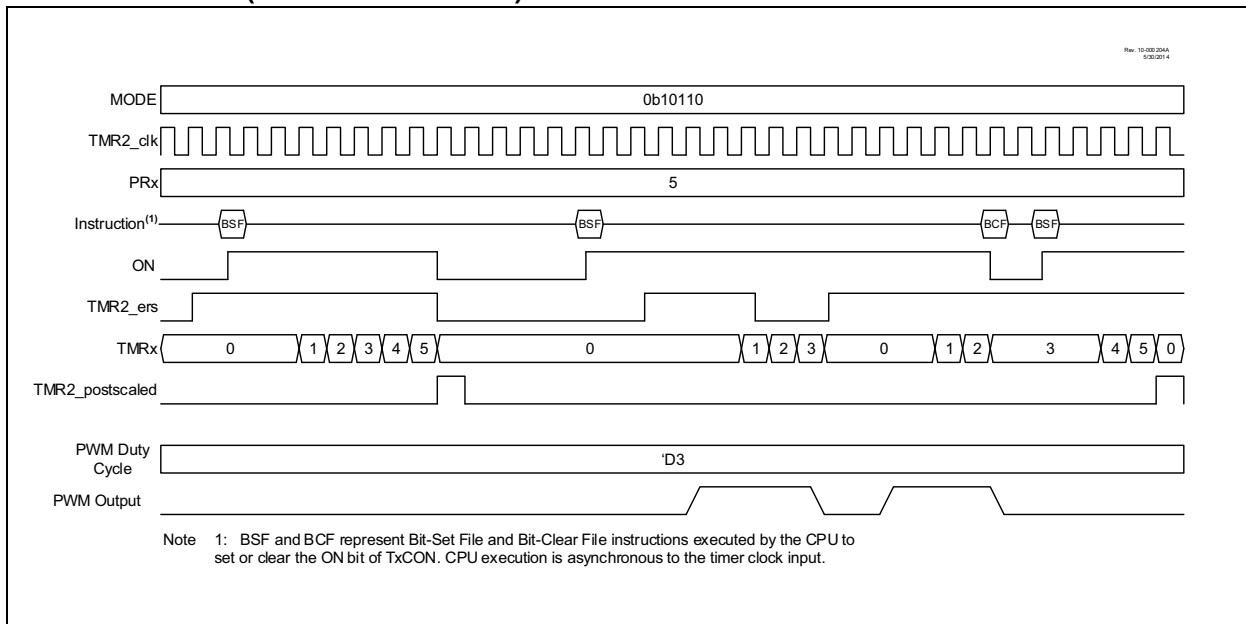 Rev. 10-000204A
5/30/2014
MODE 0b10110
TMR2_clk
PRx 5
Instruction(1) BSF BSF BCF BSF
ON
TMR2_ers
TMRx 0 1 2 3 4 5 0 1 2 3 0 1 2 3 4 5 0
TMR2_postscaled
PWM Duty
Cycle
'D3
PWM Output
Note 1: BSF and BCF represent Bit-Set File and Bit-Clear File instructions executed by the CPU to
set or clear the ON bit of TxCON. CPU execution is asynchronous to the timer clock input.